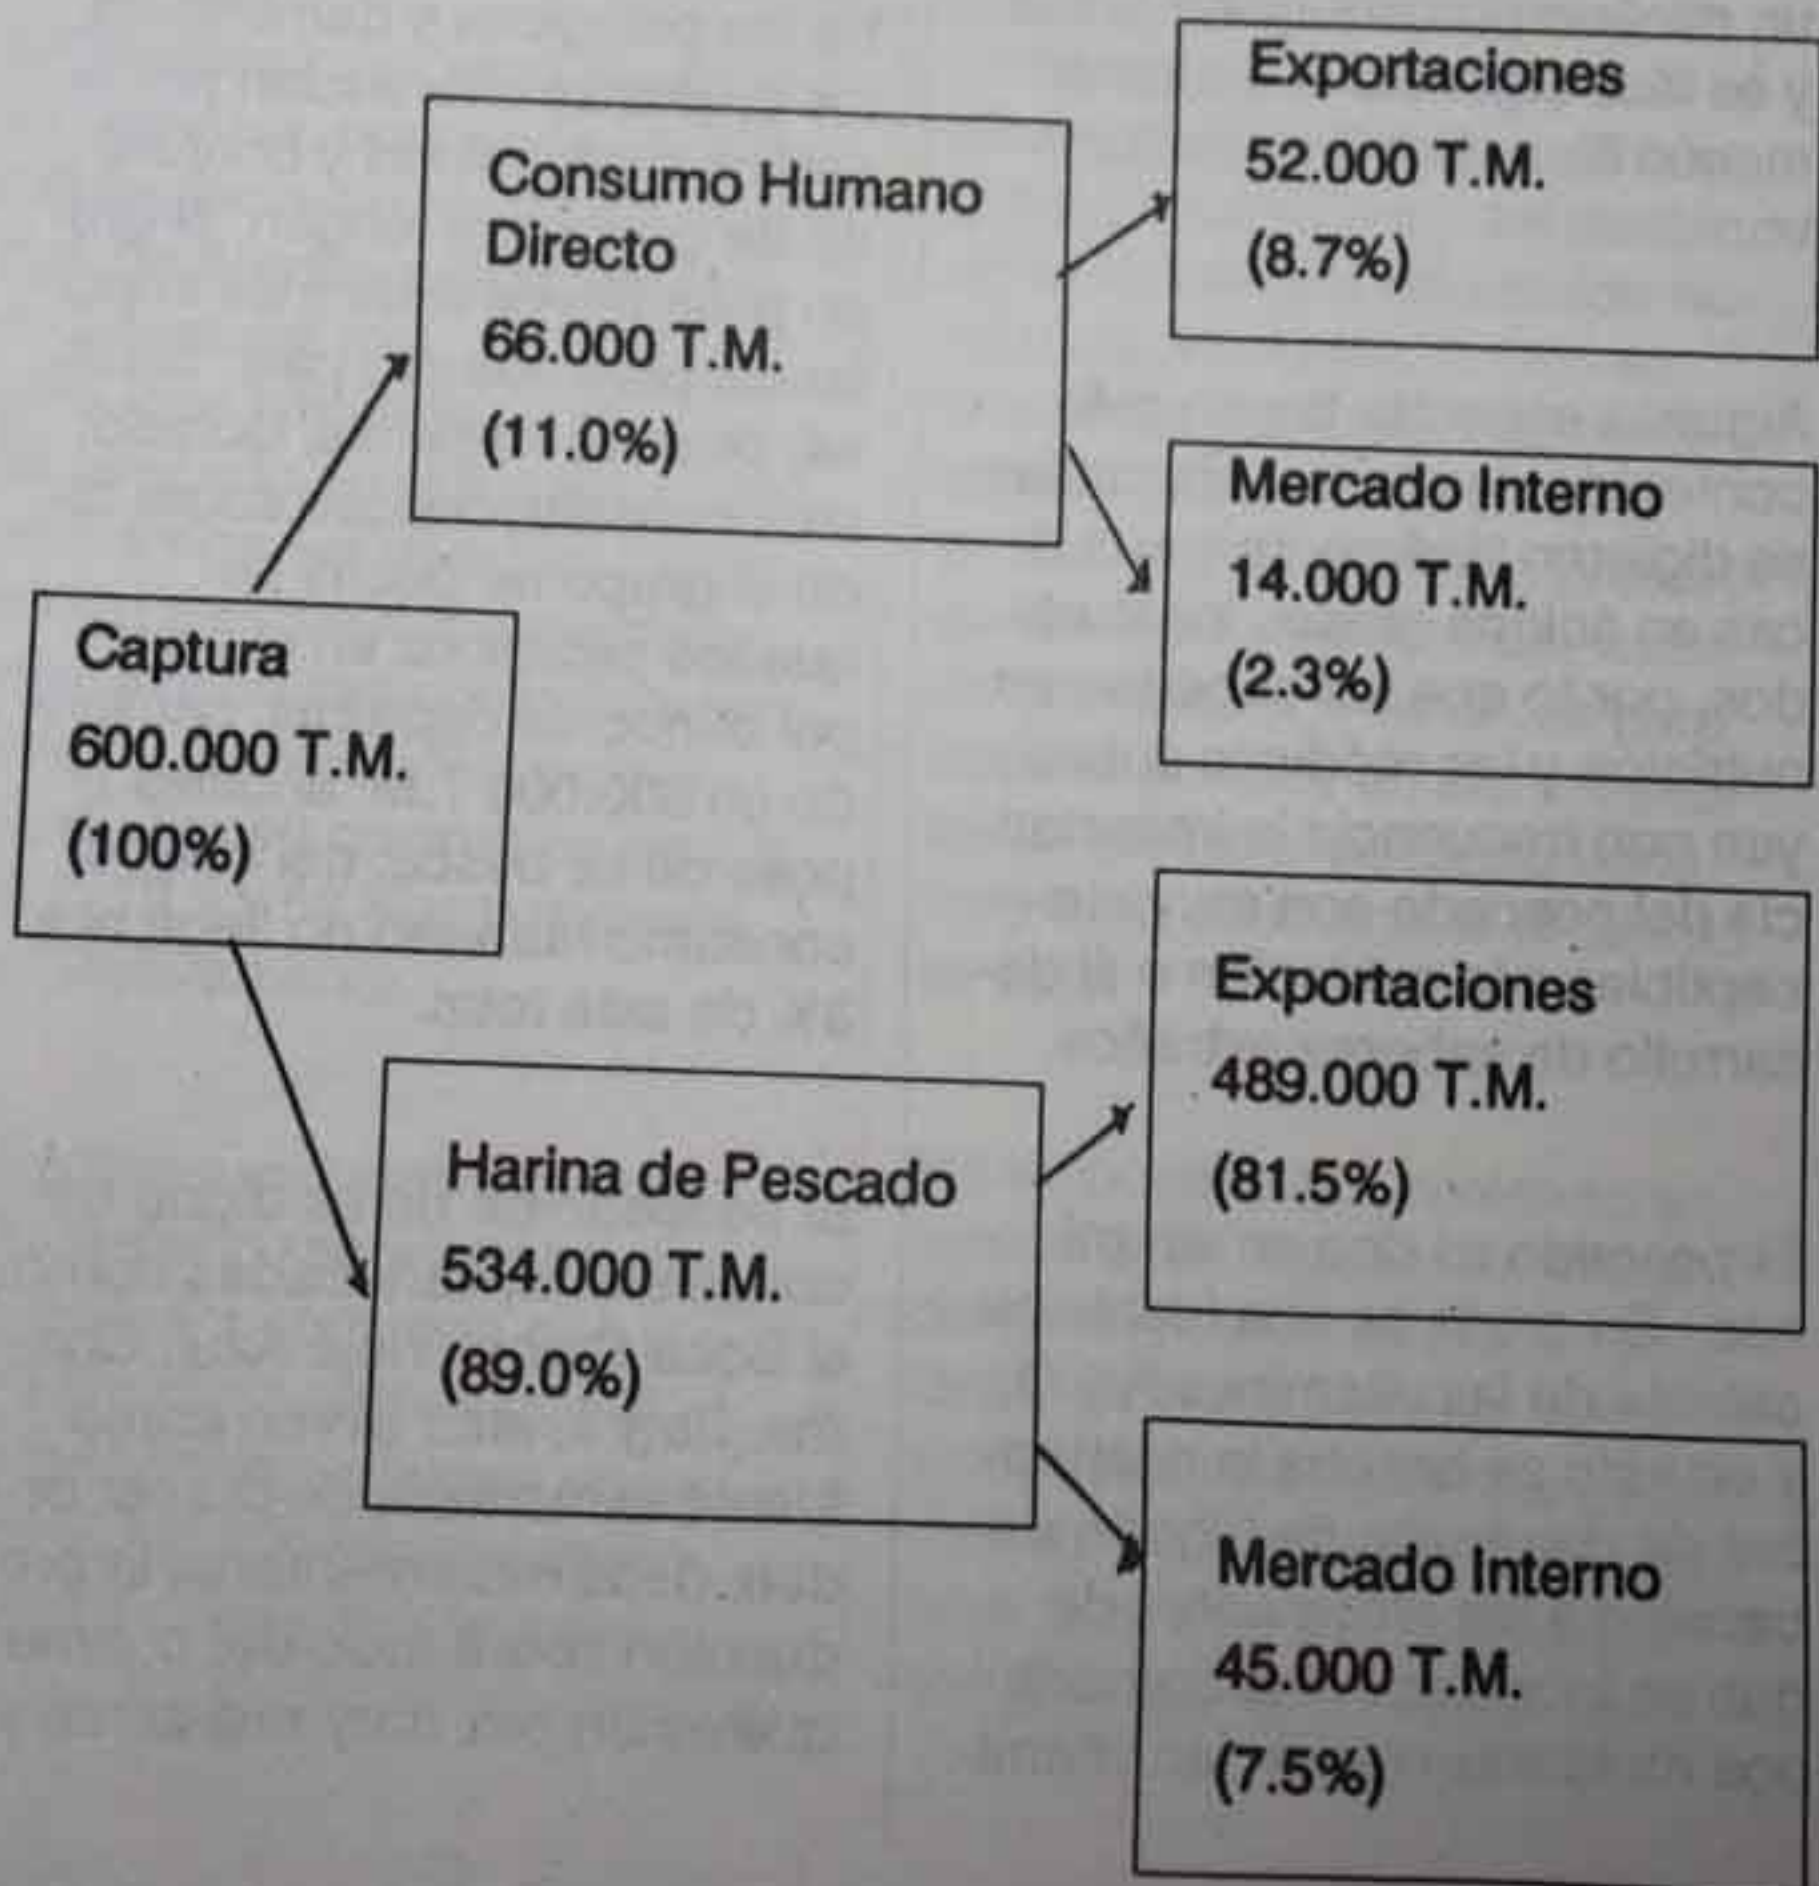 Captura
600.000 T.M.
(100%)
Consumo Humano
Directo
66.000 T.M.
(11.0%)
Exportaciones
52.000 T.M.
(8.7%)
Mercado Interno
14.000 T.M.
(2.3%)
Harina de Pescado
534.000 T.M.
(89.0%)
Exportaciones
489.000 T.M.
(81.5%)
Mercado Interno
45.000 T.M.
(7.5%)